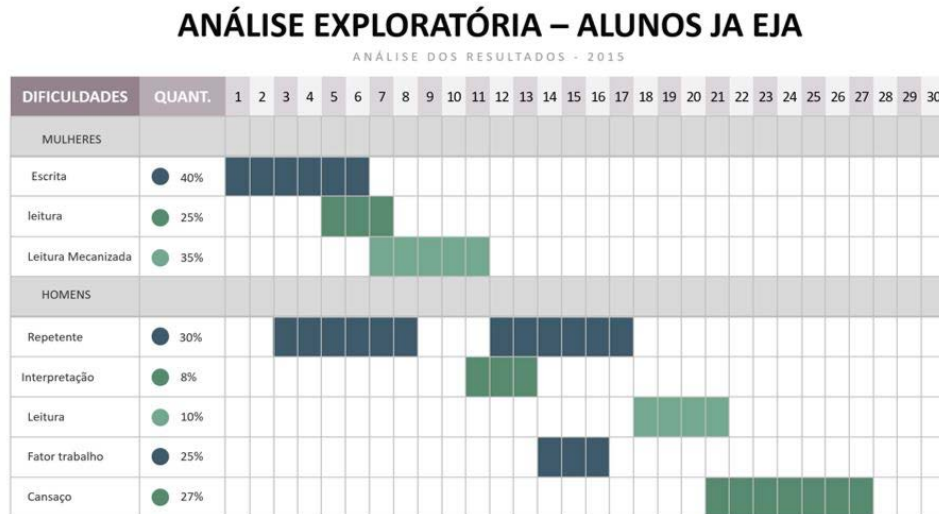 ANÁLISE EXPLORATÓRIA – ALUNOS JA EJA
ANÁLISE DOS RESULTADOS - 2015
DIFICULDADES QUANT. 1 2 3 4 5 6 7 8 9 10 11 12 13 14 15 16 17 18 19 20 21 22 23 24 25 26 27 28 29 30
MULHERES
Escrita 40%
leitura 25%
Leitura Mecanizada 35%
HOMENS
Repetente 30%
Interpretação 8%
Leitura 10%
Fator trabalho 25%
Cansaço 27%